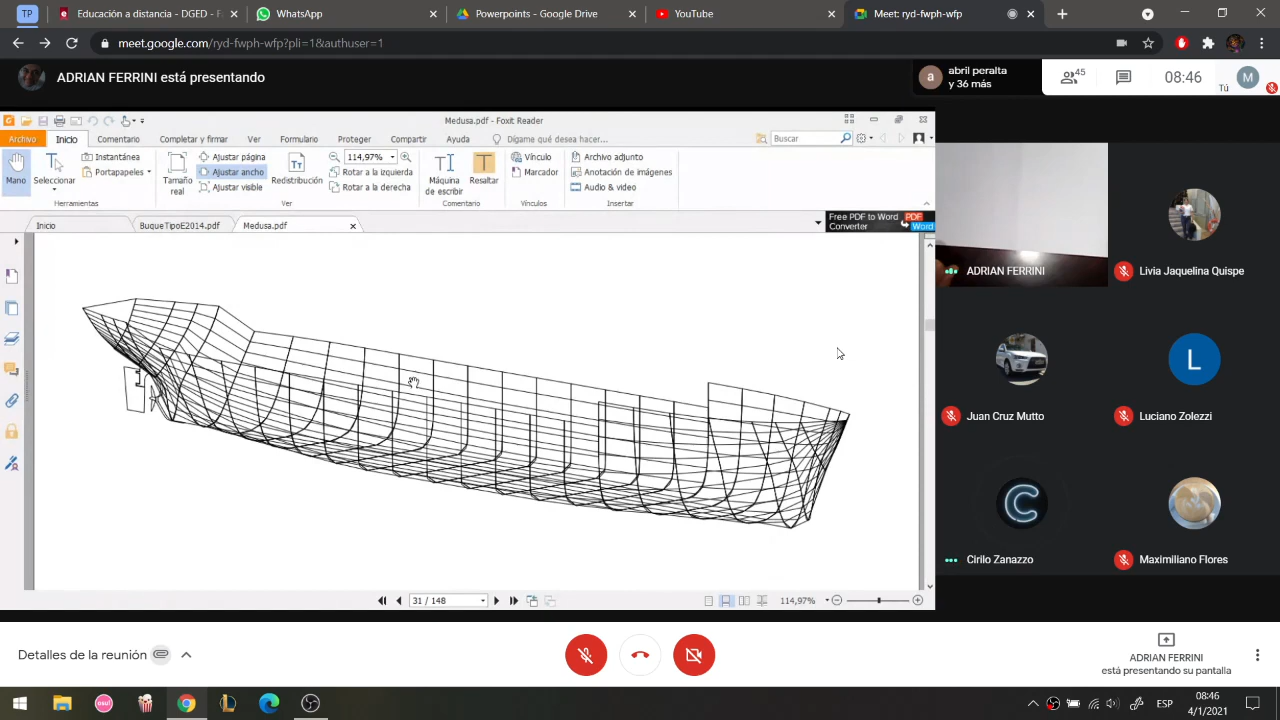 TP
Educación a distancia - DGED - F
WhatsApp
Powerpoints - Google Drive
YouTube
Meet: ryd-fwph-wfp
meet.google.com/ryd-fwph-wfp?pli=1&authuser=1
ADRIAN FERRINI está presentando
a
abril peralta
y 36 más
45
08:46
Tú
M
Medusa.pdf - Foxit Reader
Archivo
Inicio
Comentario
Completar y firmar
Ver
Formulario
Proteger
Compartir
Ayuda
Dígame qué desea hacer...
Buscar
Mano
Seleccionar
Instantánea
Portapapeles
Herramientas
Tamaño
real
Ajustar página
Ajustar ancho
Ajustar visible
Redistribución
114,97%
Rotar a la izquierda
Rotar a la derecha
Ver
Máquina
de escribir
Resaltar
Comentario
Vínculo
Marcador
Vínculos
Archivo adjunto
Anotación de imágenes
Audio & video
Insertar
Inicio
BuqueTipoE2014.pdf
Medusa.pdf
Free PDF to Word
Converter
PDF
Word
31 / 148
114,97%
ADRIAN FERRINI
Livia Jaquelina Quispe
Juan Cruz Mutto
L
Luciano Zolezzi
C
Cirilo Zanazzo
Maximiliano Flores
Detalles de la reunión
ADRIAN FERRINI
está presentando su pantalla
osu!
ESP
08:46
4/1/2021